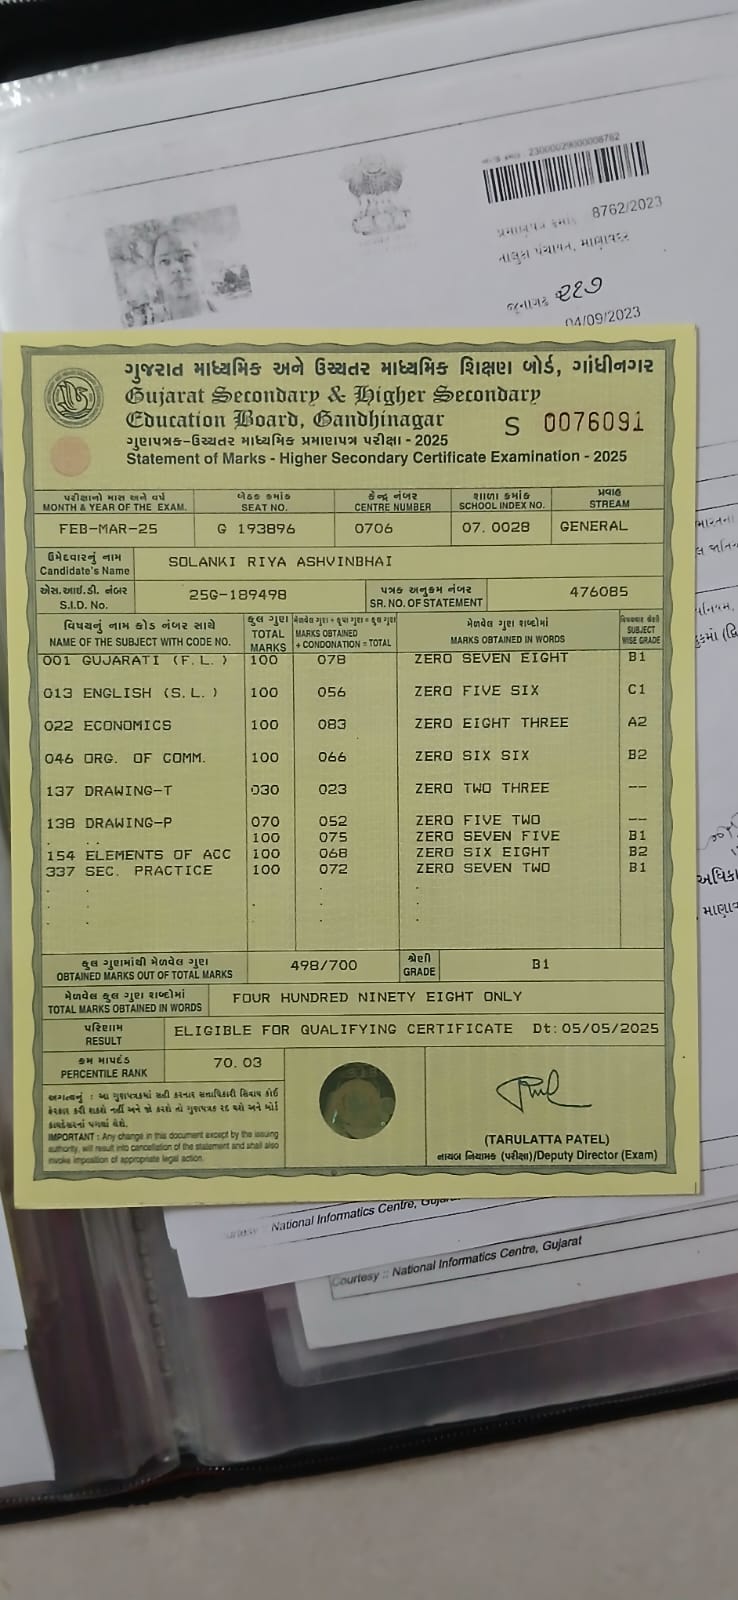 ક્રમાંક : 2300002900008762
પ્રમાણપત્ર ક્રમાંક 8762/2023
તાલુકા પંચાયત, માણાવદર
જૂનાગઢ
04/09/2023
ગુજરાત માધ્યમિક અને ઉચ્ચતર માધ્યમિક શિક્ષણ બોર્ડ, ગાંધીનગર
Gujarat Secondary & Higher Secondary
Education Board, Gandhinagar S 0076091
ગુણપત્રક-ઉચ્ચતર માધ્યમિક પ્રમાણપત્ર પરીક્ષા - 2025
Statement of Marks - Higher Secondary Certificate Examination - 2025
પરીક્ષાનો માસ અને વર્ષ બેઠક ક્રમાંક કેન્દ્ર નંબર શાળા ક્રમાંક પ્રવાહ
MONTH & YEAR OF THE EXAM. SEAT NO. CENTRE NUMBER SCHOOL INDEX NO. STREAM
FEB-MAR-25 G 193896 0706 07. 0028 GENERAL
ઉમેદવારનું નામ
Candidate's Name SOLANKI RIYA ASHVINBHAI
એસ.આઈ.ડી. નંબર પત્રક અનુક્રમ નંબર
S.I.D. No. 25G-189498 SR. NO. OF STATEMENT 476085
વિષયનું નામ કોડ નંબર સાથે કુલ ગુણ મેળવેલ ગુણ + કૃપા ગુણ = કુલ ગુણ મેળવેલ ગુણ શબ્દોમાં વિષયવાર શ્રેણી
NAME OF THE SUBJECT WITH CODE NO. TOTAL MARKS MARKS OBTAINED + CONDONATION = TOTAL MARKS OBTAINED IN WORDS SUBJECT WISE GRADE
001 GUJARATI (F. L. ) 100 078 ZERO SEVEN EIGHT B1
013 ENGLISH (S. L. ) 100 056 ZERO FIVE SIX C1
022 ECONOMICS 100 083 ZERO EIGHT THREE A2
046 ORG. OF COMM. 100 066 ZERO SIX SIX B2
137 DRAWING-T 030 023 ZERO TWO THREE --
138 DRAWING-P 070 052 ZERO FIVE TWO --
. . . 100 075 ZERO SEVEN FIVE B1
154 ELEMENTS OF ACC 100 068 ZERO SIX EIGHT B2
337 SEC. PRACTICE 100 072 ZERO SEVEN TWO B1
કુલ ગુણમાંથી મેળવેલ ગુણ શ્રેણી
OBTAINED MARKS OUT OF TOTAL MARKS 498/700 GRADE B1
મેળવેલ કુલ ગુણ શબ્દોમાં
TOTAL MARKS OBTAINED IN WORDS FOUR HUNDRED NINETY EIGHT ONLY
પરિણામ
RESULT ELIGIBLE FOR QUALIFYING CERTIFICATE Dt: 05/05/2025
ક્રમ માપદંડ
PERCENTILE RANK 70. 03
અગત્યનું : આ ગુણપત્રકમાં સહી કરનાર સત્તાધિકારી સિવાય કોઈ
ફેરફાર કરી શકશે નહીં અને જો કરશે તો ગુણપત્રક રદ થશે અને બોર્ડ
કાયદેસરના પગલાં લેશે.
IMPORTANT : Any change in this document except by the issuing
authority, will result into cancellation of the statement and shall also
invoke imposition of appropriate legal action.
(TARULATTA PATEL)
નાયબ નિયામક (પરીક્ષા)/Deputy Director (Exam)
National Informatics Centre,
Courtesy :: National Informatics Centre, Gujarat